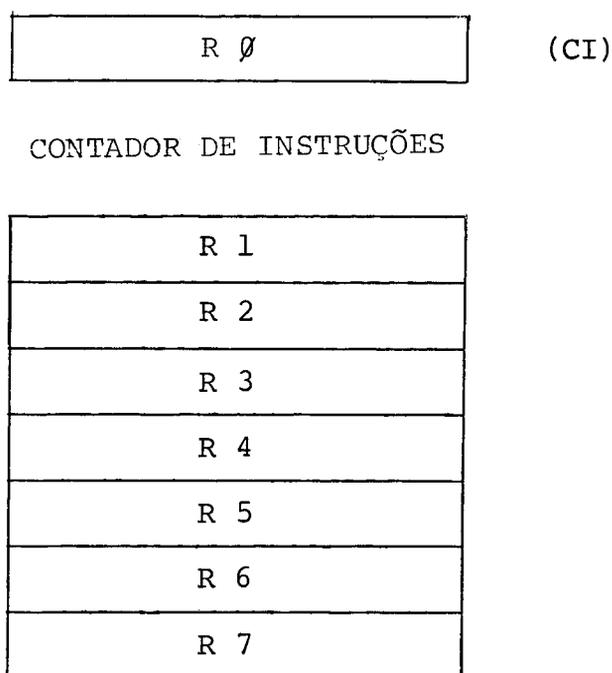 R Ø (CI)
CONTADOR DE INSTRUÇÕES
R 1
R 2
R 3
R 4
R 5
R 6
R 7